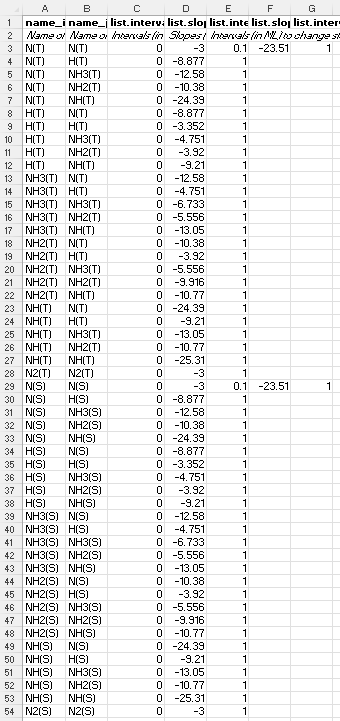 A B C D E F G
1 name_i name_j list.interva list.slop list.inte list.slop list.interv
2 Name of Name of Intervals (in Slopes ( Intervals (in ML) to change sl
3 N(T) N(T) 0 -3 0.1 -23.51 1
4 N(T) H(T) 0 -8.877 1
5 N(T) NH3(T) 0 -12.58 1
6 N(T) NH2(T) 0 -10.38 1
7 N(T) NH(T) 0 -24.39 1
8 H(T) N(T) 0 -8.877 1
9 H(T) H(T) 0 -3.352 1
10 H(T) NH3(T) 0 -4.751 1
11 H(T) NH2(T) 0 -3.92 1
12 H(T) NH(T) 0 -9.21 1
13 NH3(T) N(T) 0 -12.58 1
14 NH3(T) H(T) 0 -4.751 1
15 NH3(T) NH3(T) 0 -6.733 1
16 NH3(T) NH2(T) 0 -5.556 1
17 NH3(T) NH(T) 0 -13.05 1
18 NH2(T) N(T) 0 -10.38 1
19 NH2(T) H(T) 0 -3.92 1
20 NH2(T) NH3(T) 0 -5.556 1
21 NH2(T) NH2(T) 0 -9.916 1
22 NH2(T) NH(T) 0 -10.77 1
23 NH(T) N(T) 0 -24.39 1
24 NH(T) H(T) 0 -9.21 1
25 NH(T) NH3(T) 0 -13.05 1
26 NH(T) NH2(T) 0 -10.77 1
27 NH(T) NH(T) 0 -25.31 1
28 N2(T) N2(T) 0 -3 1
29 N(S) N(S) 0 -3 0.1 -23.51 1
30 N(S) H(S) 0 -8.877 1
31 N(S) NH3(S) 0 -12.58 1
32 N(S) NH2(S) 0 -10.38 1
33 N(S) NH(S) 0 -24.39 1
34 H(S) N(S) 0 -8.877 1
35 H(S) H(S) 0 -3.352 1
36 H(S) NH3(S) 0 -4.751 1
37 H(S) NH2(S) 0 -3.92 1
38 H(S) NH(S) 0 -9.21 1
39 NH3(S) N(S) 0 -12.58 1
40 NH3(S) H(S) 0 -4.751 1
41 NH3(S) NH3(S) 0 -6.733 1
42 NH3(S) NH2(S) 0 -5.556 1
43 NH3(S) NH(S) 0 -13.05 1
44 NH2(S) N(S) 0 -10.38 1
45 NH2(S) H(S) 0 -3.92 1
46 NH2(S) NH3(S) 0 -5.556 1
47 NH2(S) NH2(S) 0 -9.916 1
48 NH2(S) NH(S) 0 -10.77 1
49 NH(S) N(S) 0 -24.39 1
50 NH(S) H(S) 0 -9.21 1
51 NH(S) NH3(S) 0 -13.05 1
52 NH(S) NH2(S) 0 -10.77 1
53 NH(S) NH(S) 0 -25.31 1
54 N2(S) N2(S) 0 -3 1